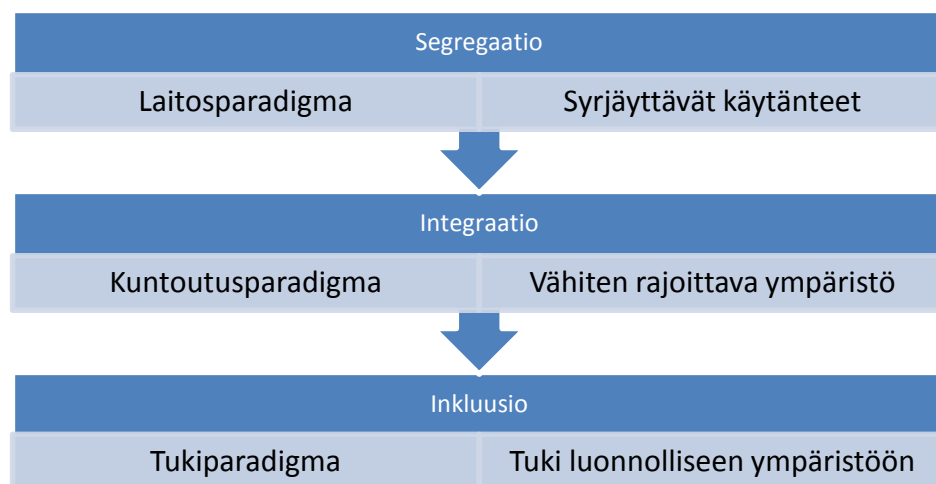 Segregaatio
Laitosparadigma Syrjäyttävät käytänteet
Integraatio
Kuntoutusparadigma Vähiten rajoittava ympäristö
Inkluusio
Tukiparadigma Tuki luonnolliseen ympäristöön